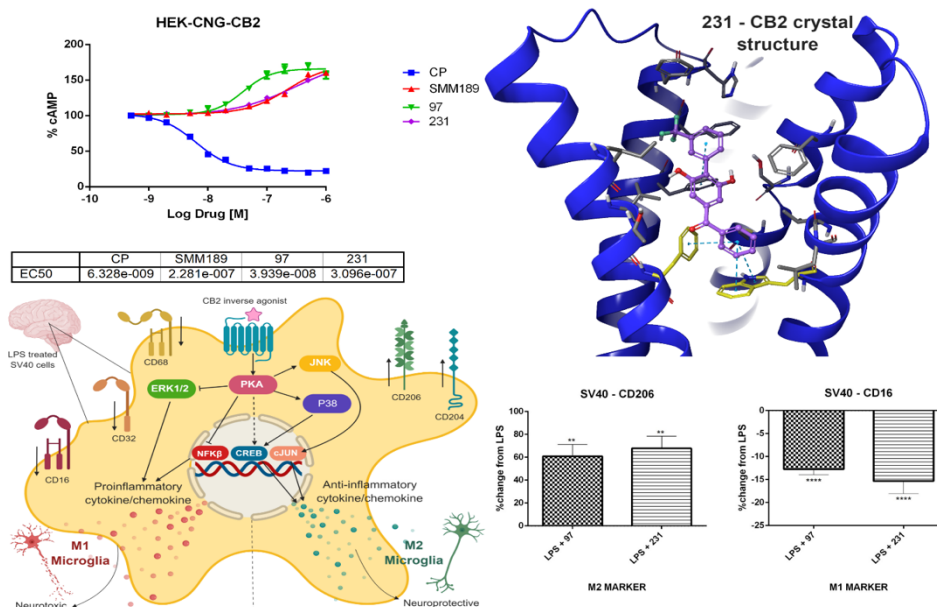 HEK-CNG-CB2
% cAMP
200
150
100
50
0
-10
-9
-8
-7
-6
Log Drug [M]
CP
SMM189
97
231
231 - CB2 crystal
structure
CP SMM189 97 231
EC50 6.328e-009 2.281e-007 3.939e-008 3.096e-007
LPS treated
SV40 cells
CD68
CB2 inverse agonist
JNK
CD206
CD204
ERK1/2
PKA
P38
CD32
CD16
NFKβ
CREB
cJUN
Proinflammatory
cytokine/chemokine
Anti-inflammatory
cytokine/chemokine
M1
Microglia
M2
Microglia
Neurotoxic
Neuroprotective
SV40 - CD206
%change from LPS
100
80
60
40
20
0
**
**
LPS + 97
LPS + 231
M2 MARKER
SV40 - CD16
%change from LPS
0
-5
-10
-15
-20
-25
****
****
LPS + 97
LPS + 231
M1 MARKER